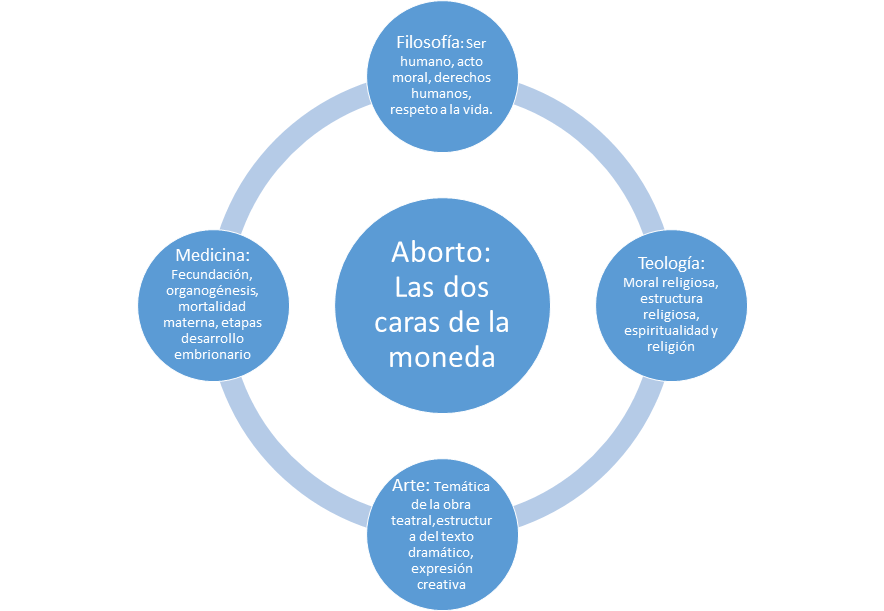 Filosofía: Ser
humano, acto
moral, derechos
humanos,
respeto a la vida.
Medicina:
Fecundación,
organogénesis,
mortalidad
materna, etapas
desarrollo
embrionario
Aborto:
Las dos
caras de la
moneda
Teología:
Moral religiosa,
estructura
religiosa,
espiritualidad y
religión
Arte: Temática
de la obra
teatral,estructur
a del texto
dramático,
expresión
creativa